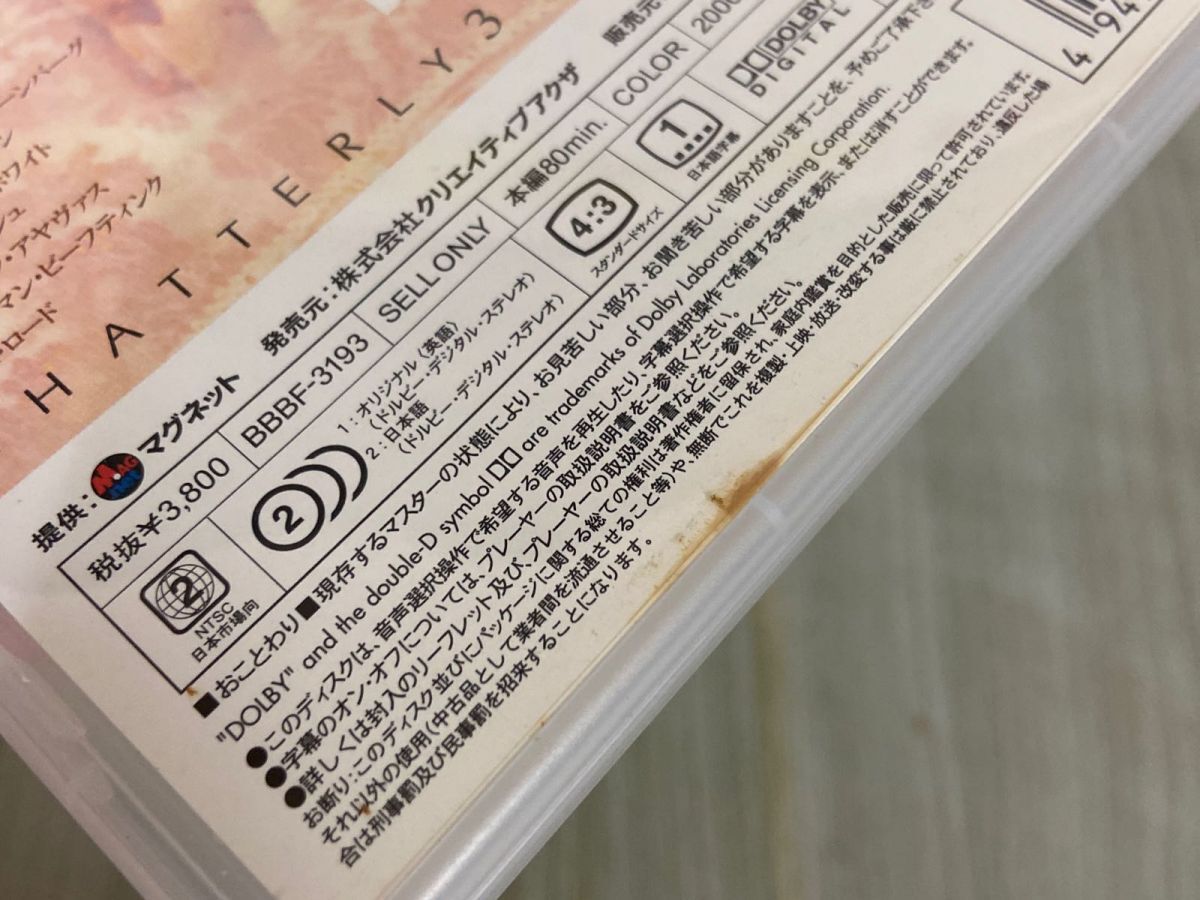 ーンバーグ
ン
ホワイト
シュ
ン・アヤヴァス
マン・ビーフティング
・ロード
HATTERLY 3
提供:マグネット
発売元:株式会社クリエイティブアクザ
販売元
税抜¥3,800
BBBF-3193
SELL ONLY
本編80min.
COLOR
200
2
NTSC
日本市場向
2
1:オリジナル〈英語〉
(ドルビー・デジタル・ステレオ)
2:日本語
(ドルビー・デジタル・ステレオ)
4:3
スタンダードサイズ
1
日本語字幕
DOLBY
DIGITAL
4 94
■おことわり■現存するマスターの状態により、お見苦しい部分、お聞き苦しい部分がありますことを、予めご了承下さ
"DOLBY" and the double-D symbol are trademarks of Dolby Laboratories Licensing Corporation.
●このディスクは、音声選択操作で希望する音声を再生したり、字幕選択操作で希望する字幕を表示、または消すことができます。
●字幕のオン・オフについては、プレーヤーの取扱説明書をご参照ください。
●詳しくは封入のリーフレット及び、プレーヤーの取扱説明書などをご参照ください。
お断り:このディスク並びにパッケージに関する総ての権利は著作権者に留保され、家庭内鑑賞を目的とした販売に限って許可されています。
それ以外の使用(中古品として業者間を流通させること等)や、無断でこれを複製・上映・放送・改変する事は厳に禁止されており、違反した場
合は刑事罰及び民事罰を招来することになります。